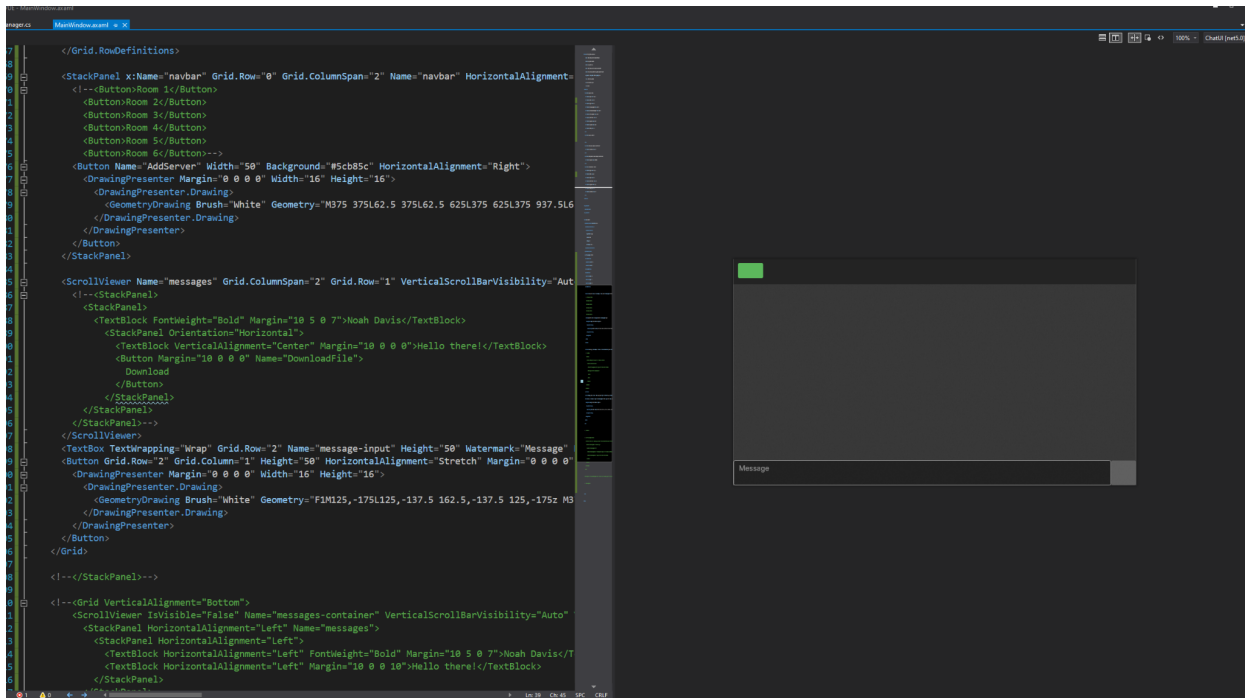 MainWindow.axaml
anager.cs
MainWindow.axaml
100%
ChatUI (net5.0)
</Grid.RowDefinitions>
<StackPanel x:Name="navbar" Grid.Row="0" Grid.ColumnSpan="2" Name="navbar" HorizontalAlignment=
<!--<Button>Room 1</Button>
<Button>Room 2</Button>
<Button>Room 3</Button>
<Button>Room 4</Button>
<Button>Room 5</Button>
<Button>Room 6</Button>-->
<Button Name="AddServer" Width="50" Background="#5cb85c" HorizontalAlignment="Right">
<DrawingPresenter Margin="0 0 0 0" Width="16" Height="16">
<DrawingPresenter.Drawing>
<GeometryDrawing Brush="White" Geometry="M375 375L62.5 375L62.5 625L375 625L375 937.5L6
</DrawingPresenter.Drawing>
</DrawingPresenter>
</Button>
</StackPanel>
<ScrollViewer Name="messages" Grid.ColumnSpan="2" Grid.Row="1" VerticalScrollBarVisibility="Aut
<!--<StackPanel>
<StackPanel>
<TextBlock FontWeight="Bold" Margin="10 5 0 7">Noah Davis</TextBlock>
<StackPanel Orientation="Horizontal">
<TextBlock VerticalAlignment="Center" Margin="10 0 0 0">Hello there!</TextBlock>
<Button Margin="10 0 0 0" Name="DownloadFile">
Download
</Button>
</StackPanel>
</StackPanel>
</StackPanel>-->
</ScrollViewer>
<TextBox TextWrapping="Wrap" Grid.Row="2" Name="message-input" Height="50" Watermark="Message"
<Button Grid.Row="2" Grid.Column="1" Height="50" HorizontalAlignment="Stretch" Margin="0 0 0 0"
<DrawingPresenter Margin="0 0 0 0" Width="16" Height="16">
<DrawingPresenter.Drawing>
<GeometryDrawing Brush="White" Geometry="F1M125,-175L125,-137.5 162.5,-137.5 125,-175z M3
</DrawingPresenter.Drawing>
</DrawingPresenter>
</Button>
</Grid>
<!--</StackPanel>-->
<!--<Grid VerticalAlignment="Bottom">
<ScrollViewer IsVisible="False" Name="messages-container" VerticalScrollBarVisibility="Auto"
<StackPanel HorizontalAlignment="Left" Name="messages">
<StackPanel HorizontalAlignment="Left">
<TextBlock HorizontalAlignment="Left" FontWeight="Bold" Margin="10 5 0 7">Noah Davis</T
<TextBlock HorizontalAlignment="Left" Margin="10 0 0 10">Hello there!</TextBlock>
</StackPanel>
Message
1 0 Ln: 39 Ch: 45 SPC CRLF